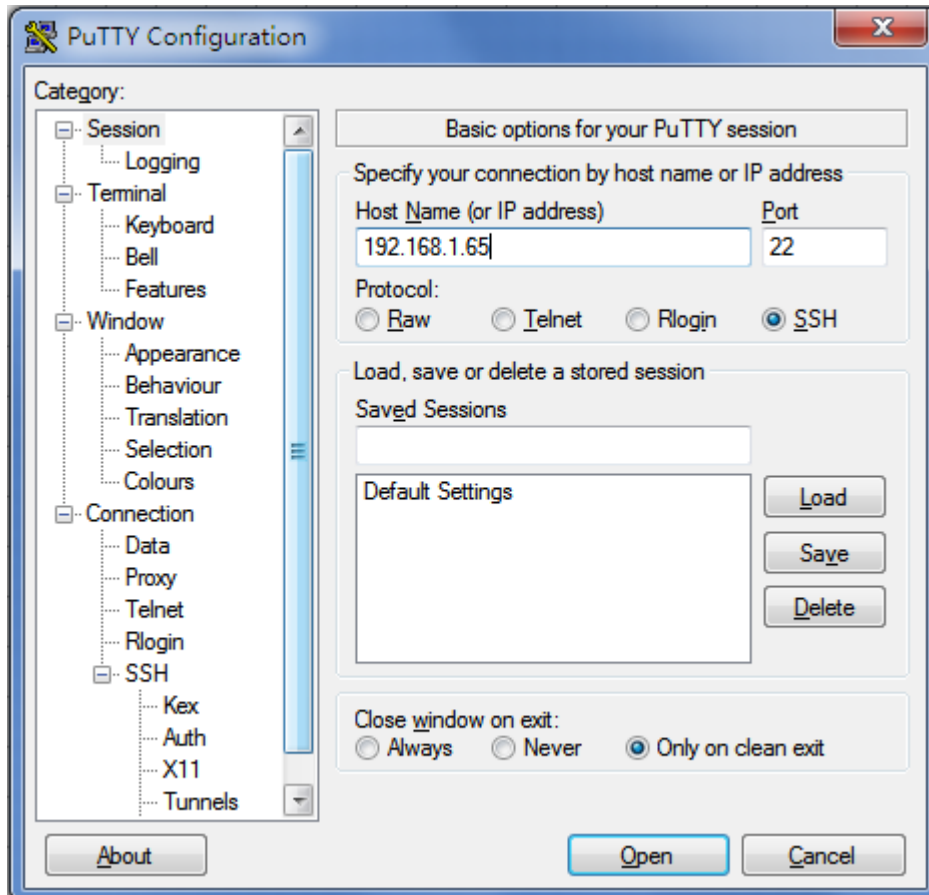 PuTTY Configuration
X
Category:
Session
Logging
Terminal
Keyboard
Bell
Features
Window
Appearance
Behaviour
Translation
Selection
Colours
Connection
Data
Proxy
Telnet
Rlogin
SSH
Kex
Auth
X11
Tunnels
Basic options for your PuTTY session
Specify your connection by host name or IP address
Host Name (or IP address) Port
192.168.1.65 22
Protocol:
Raw Telnet Rlogin SSH
Load, save or delete a stored session
Saved Sessions
Default Settings
Load
Save
Delete
Close window on exit:
Always Never Only on clean exit
About Open Cancel